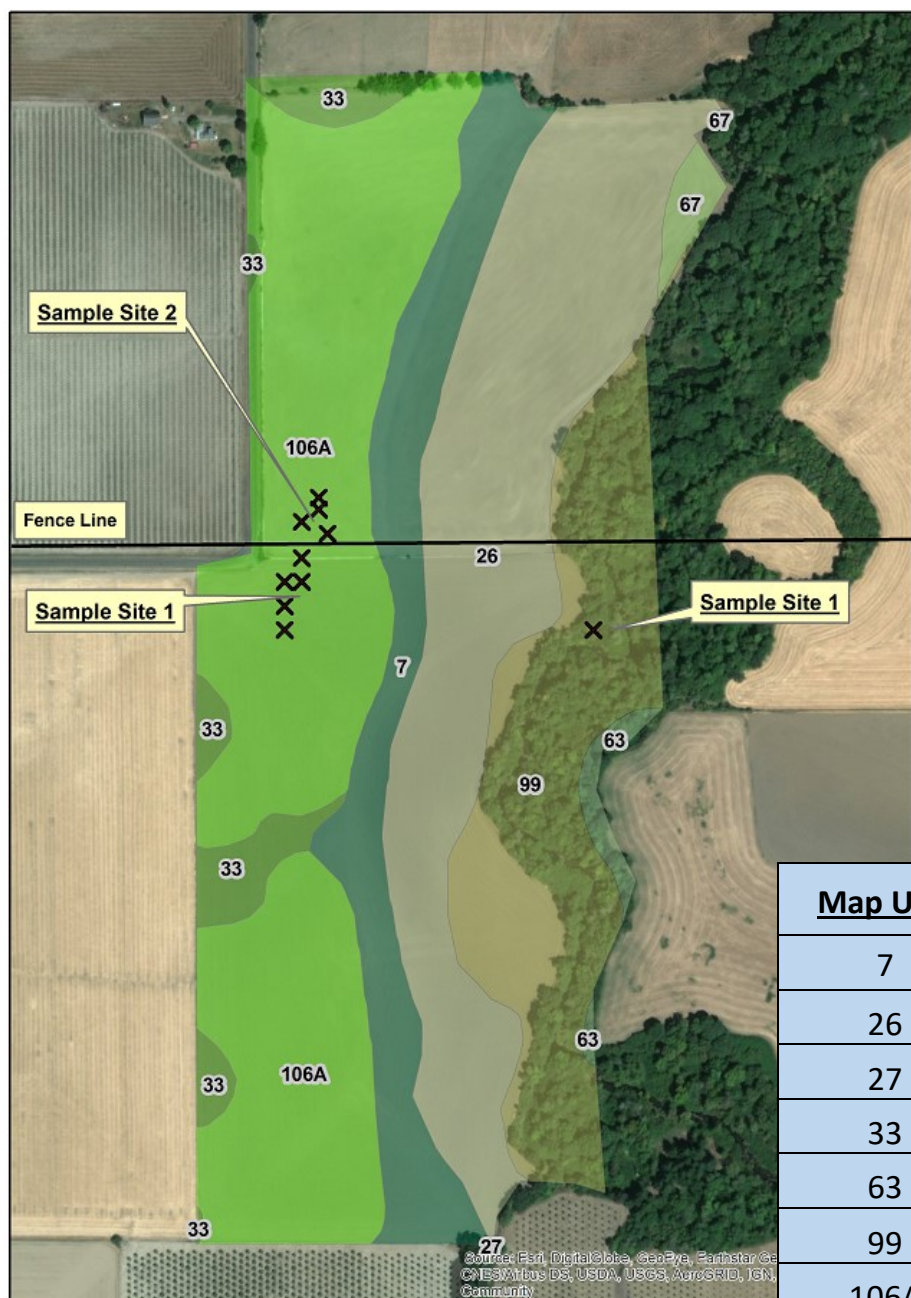 33
67
67
33
Sample Site 2
106A
Fence Line
26
Sample Site 1
Sample Site 1
7
33
63
99
33
63
33
106A
33
27
Source: Esri, DigitalGlobe, GeoEye, Earthstar Ge
CNES/Airbus DS, USDA, USGS, AeroGRID, IGN,
Community
Map U
7
26
27
33
63
99
106A